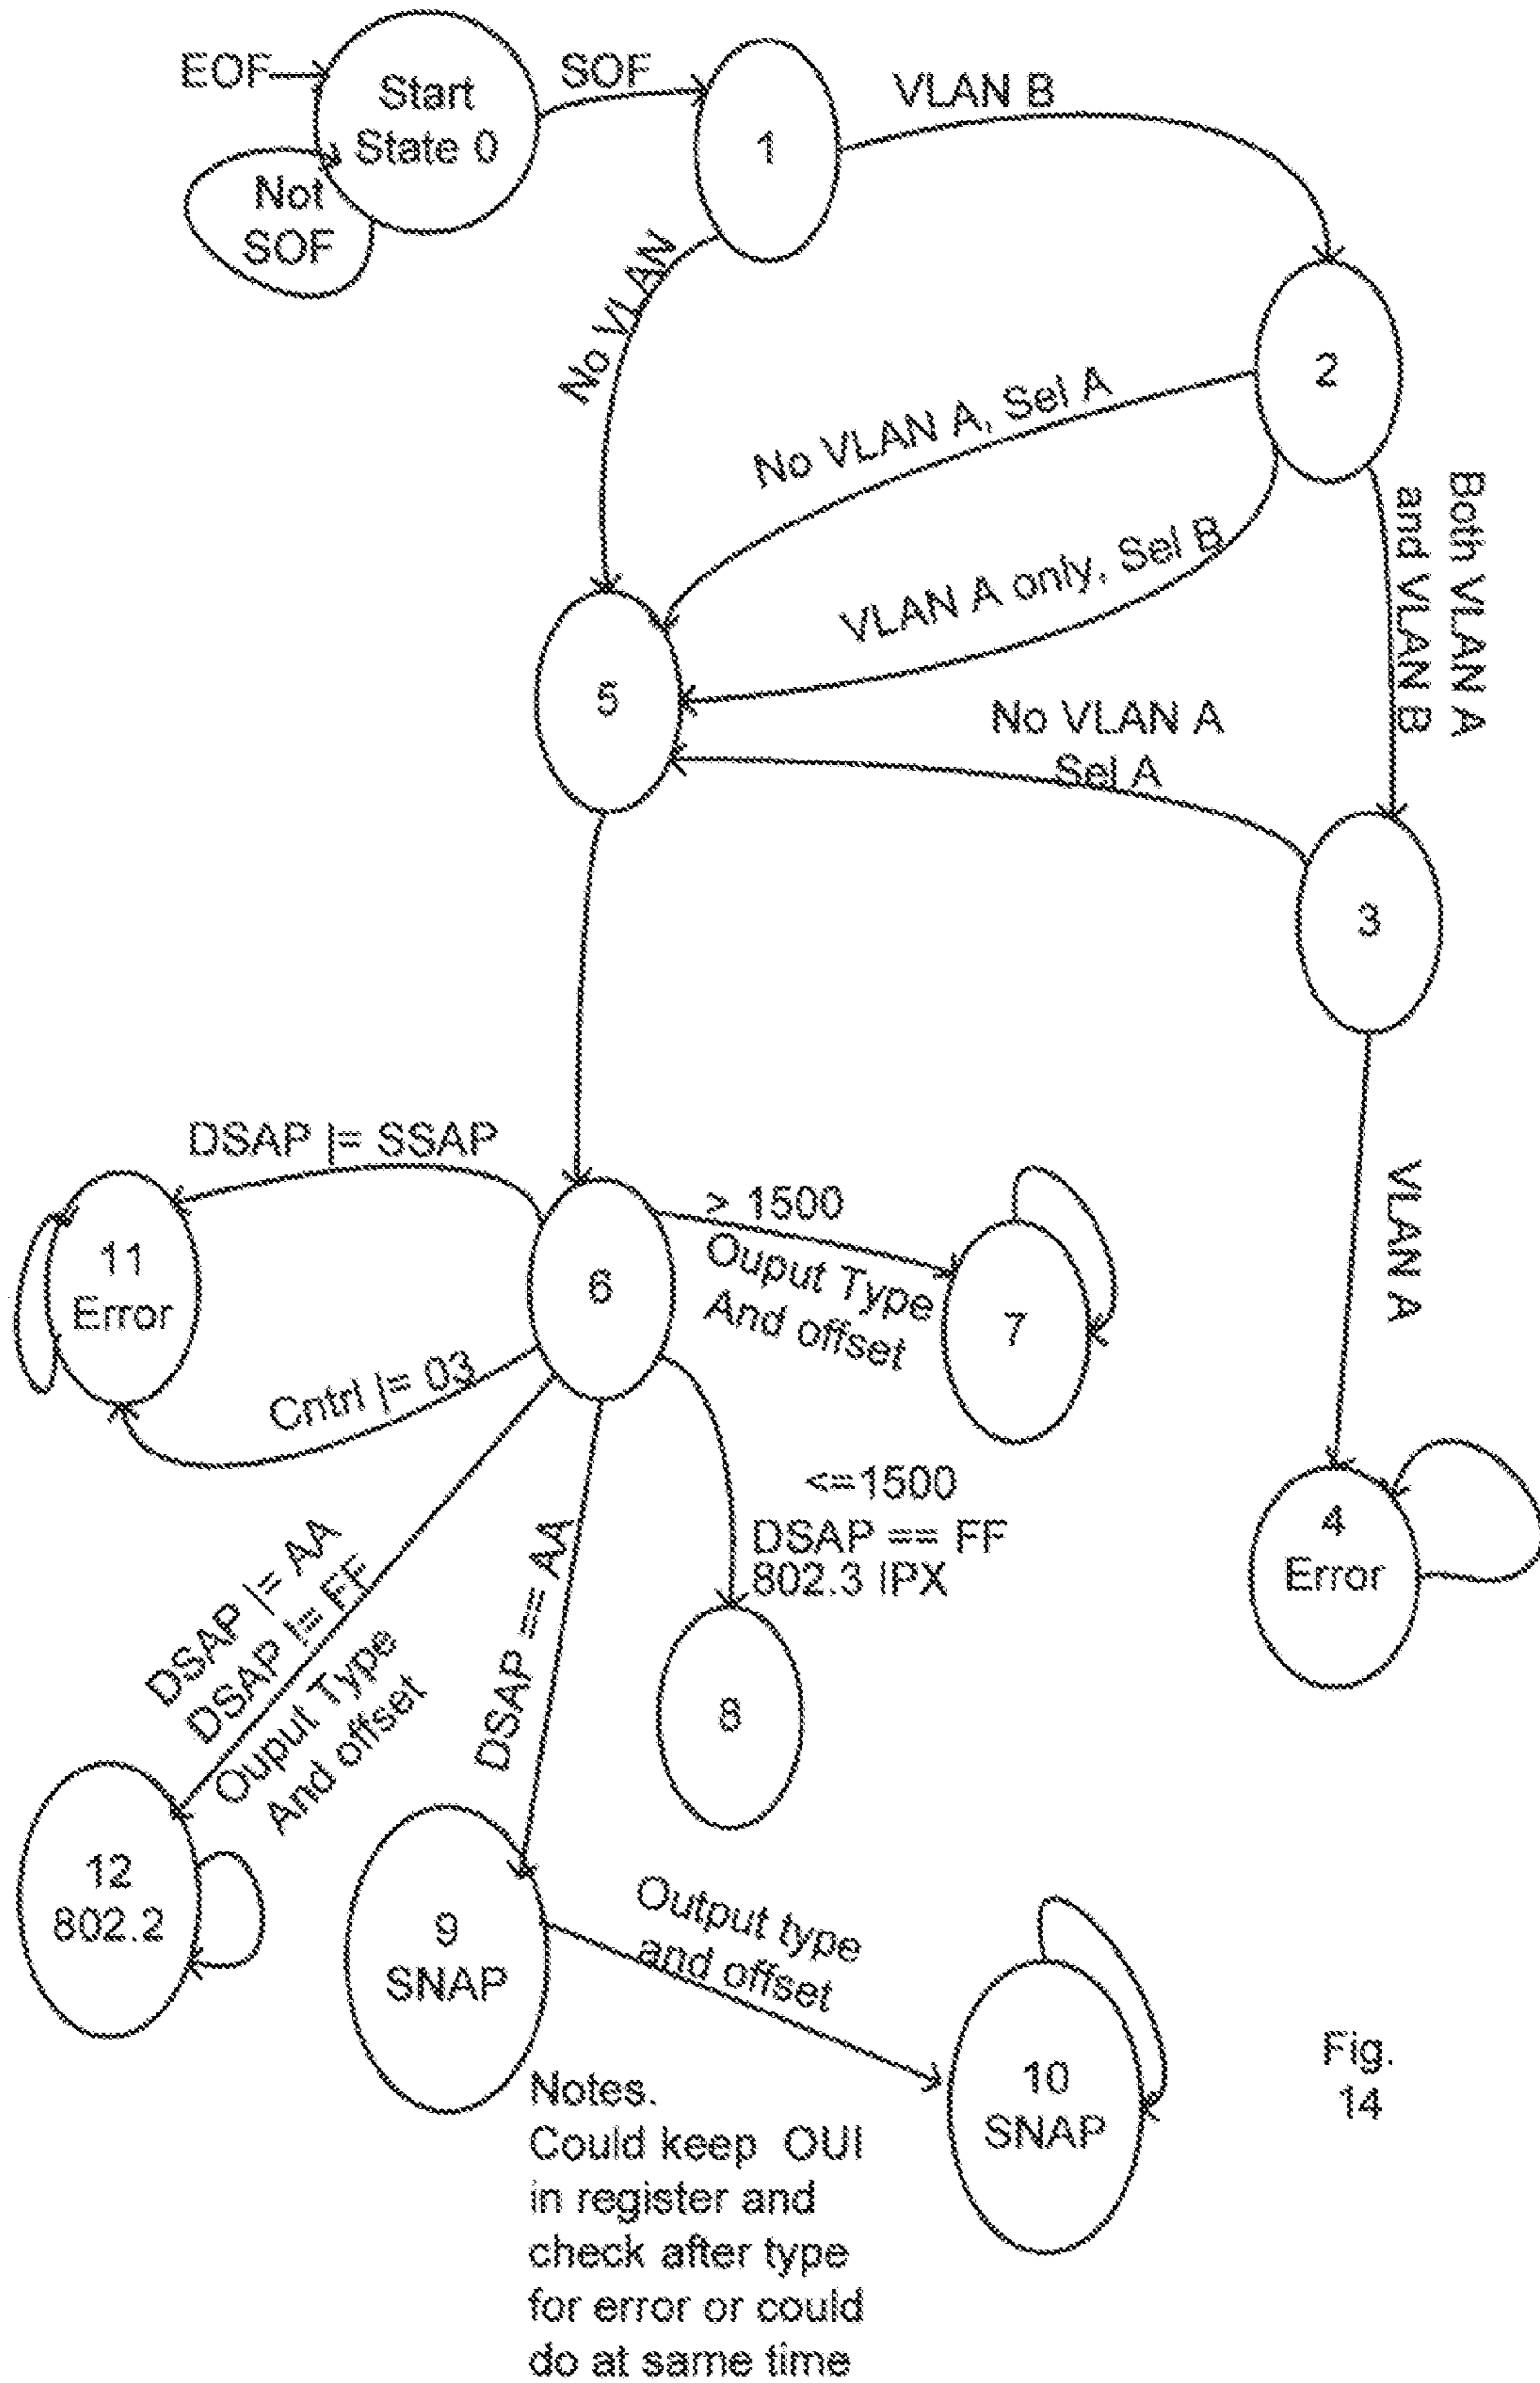 EOF
Start
State 0
Not
SOF
SOF
1
VLAN B
No VLAN
2
No VLAN A, Sel A
VLAN A only, Sel B
Both VLAN A
and VLAN B
5
No VLAN A
Sel A
3
VLAN A
4
Error
DSAP |= SSAP
11
Error
Cntrl |= 03
6
> 1500
Ouput Type
And offset
7
<=1500
DSAP == FF
802.3 IPX
8
DSAP == AA
DSAP |= AA
DSAP |= FF
Ouput Type
And offset
12
802.2
9
SNAP
Output type
and offset
10
SNAP
Notes.
Could keep OUI
in register and
check after type
for error or could
do at same time
Fig.
14